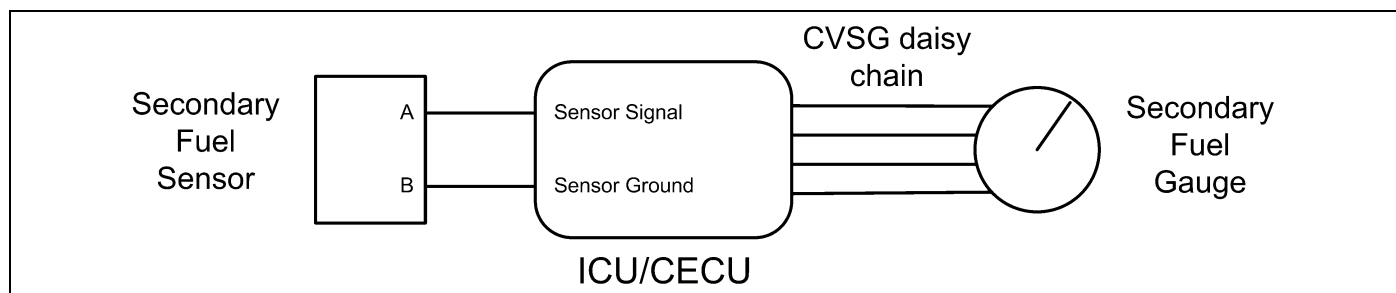 CVSG daisy
chain
Secondary
Fuel
Sensor
A
B
Sensor Signal
Sensor Ground
ICU/CECU
Secondary
Fuel
Gauge